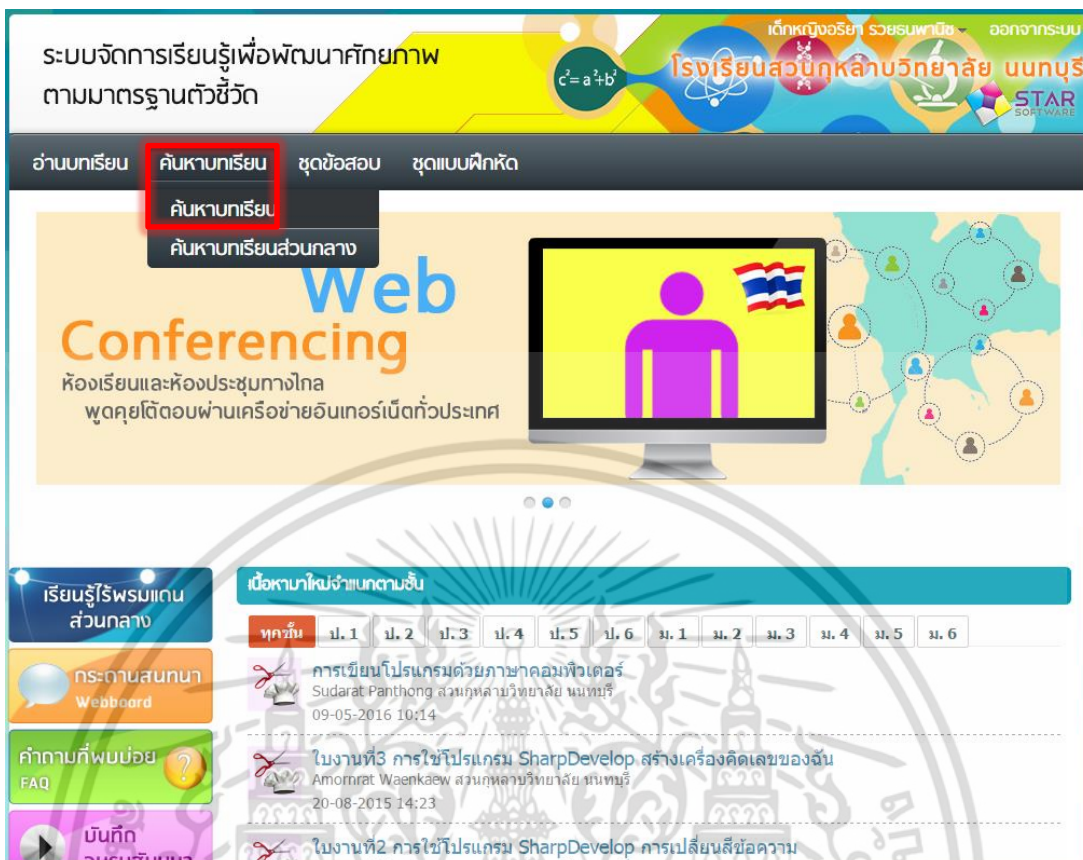 เด็กหญิงอริยา รวยธนพานิช ออกจากระบบ
ระบบจัดการเรียนรู้เพื่อพัฒนาศักยภาพ
ตามมาตรฐานตัวชี้วัด
c²=a²+b²
โรงเรียนสวนกุหลาบวิทยาลัย นนทบุรี
STAR
SOFTWARE
อ่านบทเรียน ค้นหาบทเรียน ชุดข้อสอบ ชุดแบบฝึกหัด
ค้นหาบทเรียน
ค้นหาบทเรียนส่วนกลาง
Web
Conferencing
ห้องเรียนและห้องประชุมทางไกล
พูดคุยโต้ตอบผ่านเครือข่ายอินเทอร์เน็ตทั่วประเทศ
เรียนรู้ไร้พรมแดน
ส่วนกลาง
กระดานสนทนา
Webboard
คำถามที่พบบ่อย
FAQ
บันทึก
เนื้อหามาใหม่จำแนกตามชั้น
ทุกชั้น ป.1 ป.2 ป.3 ป.4 ป.5 ป.6 ม.1 ม.2 ม.3 ม.4 ม.5 ม.6
การเขียนโปรแกรมด้วยภาษาคอมพิวเตอร์
Sudarat Panthong สวนกุหลาบวิทยาลัย นนทบุรี
09-05-2016 10:14
ใบงานที่3 การใช้โปรแกรม SharpDevelop สร้างเครื่องคิดเลขของฉัน
Amornrat Waenkaew สวนกุหลาบวิทยาลัย นนทบุรี
20-08-2015 14:23
ใบงานที่2 การใช้โปรแกรม SharpDevelop การเปลี่ยนสีข้อความ